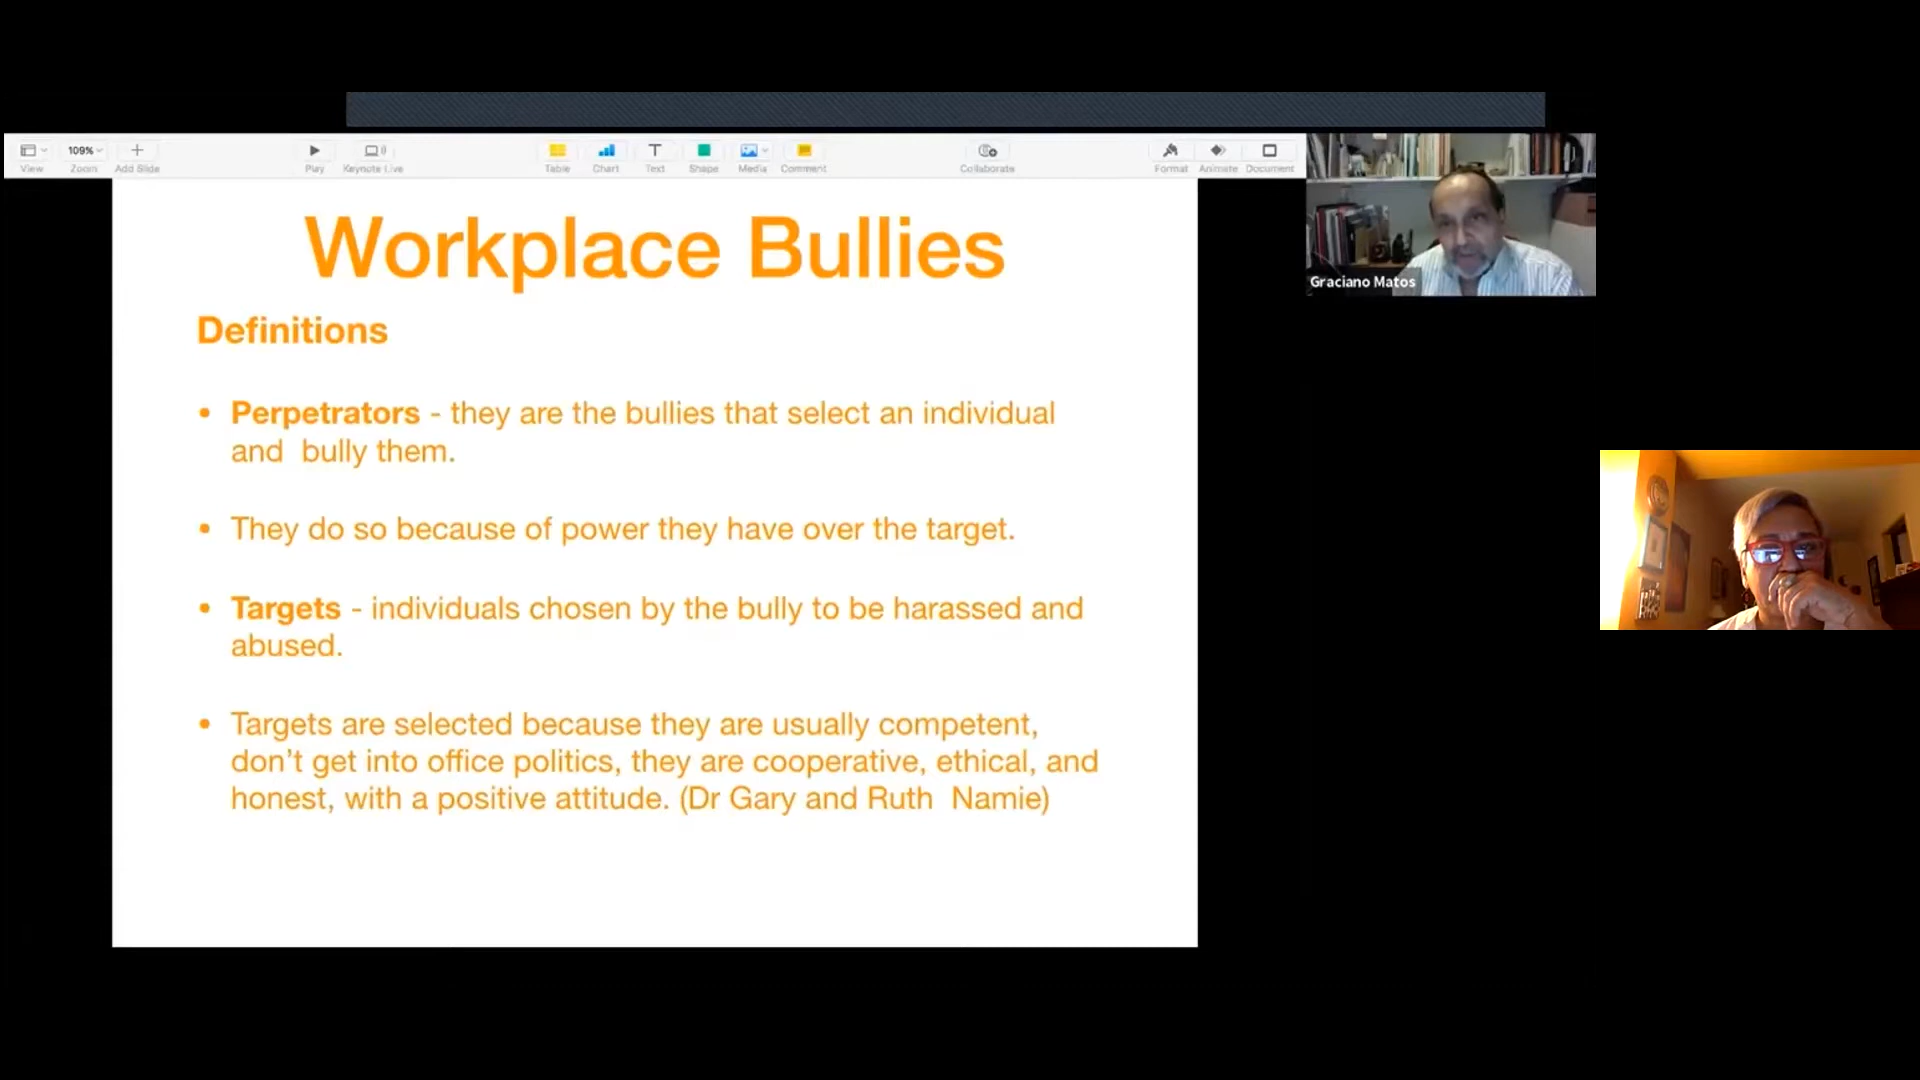 109%
View
Zoom
Add Slide
Play
Keynote Live
Table
Chart
Text
Shape
Media
Comment
Collaborate
Format
Animate
Document
Graciano Matos
Workplace Bullies
Definitions
• Perpetrators - they are the bullies that select an individual
and  bully them.
• They do so because of power they have over the target.
• Targets - individuals chosen by the bully to be harassed and
abused.
• Targets are selected because they are usually competent,
don't get into office politics, they are cooperative, ethical, and
honest, with a positive attitude. (Dr Gary and Ruth  Namie)